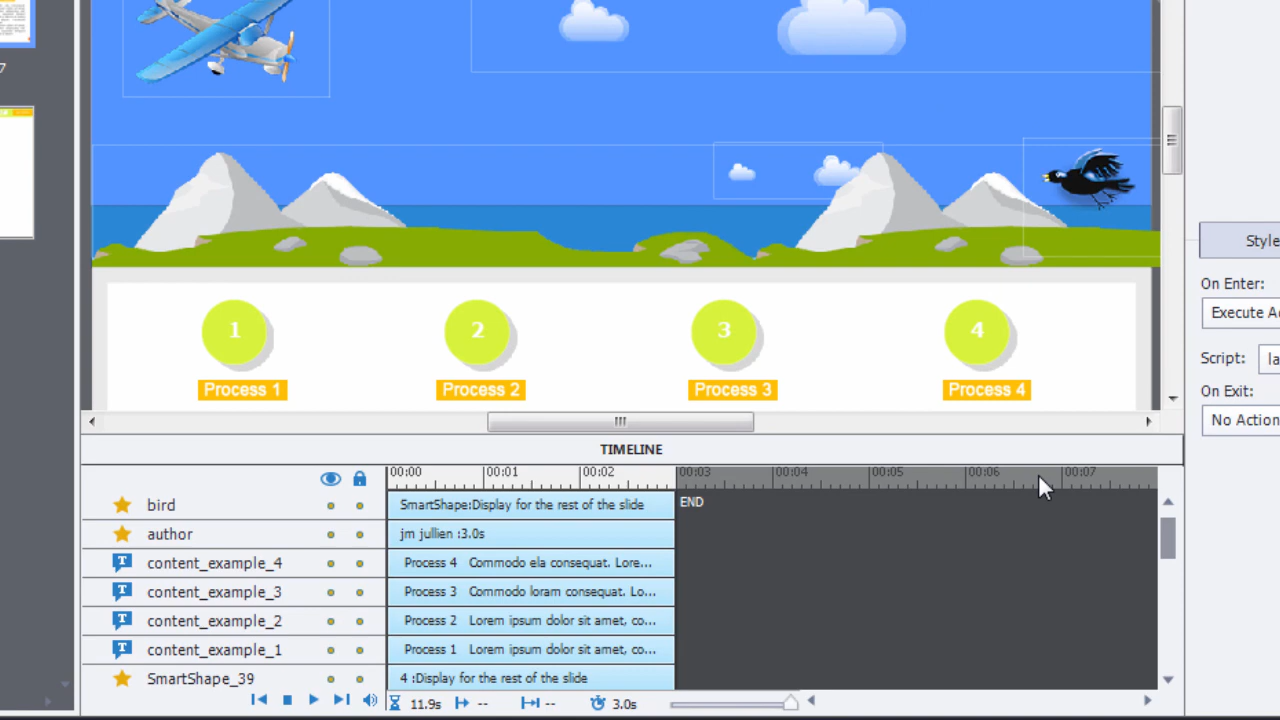 7
1
2
3
4
Process 1
Process 2
Process 3
Process 4
Style
On Enter:
Execute Ac
Script:
la
On Exit:
No Action
TIMELINE
00:00 00:01 00:02 00:03 00:04 00:05 00:06 00:07
bird SmartShape:Display for the rest of the slide END
author jm jullien :3.0s
content_example_4 Process 4 Commodo ela consequat. Lore...
content_example_3 Process 3 Commodo loram consequat. Lo...
content_example_2 Process 2 Lorem ipsum dolor sit amet, co...
content_example_1 Process 1 Lorem ipsum dolor sit amet, co...
SmartShape_39 4 :Display for the rest of the slide
11.9s -- -- 3.0s